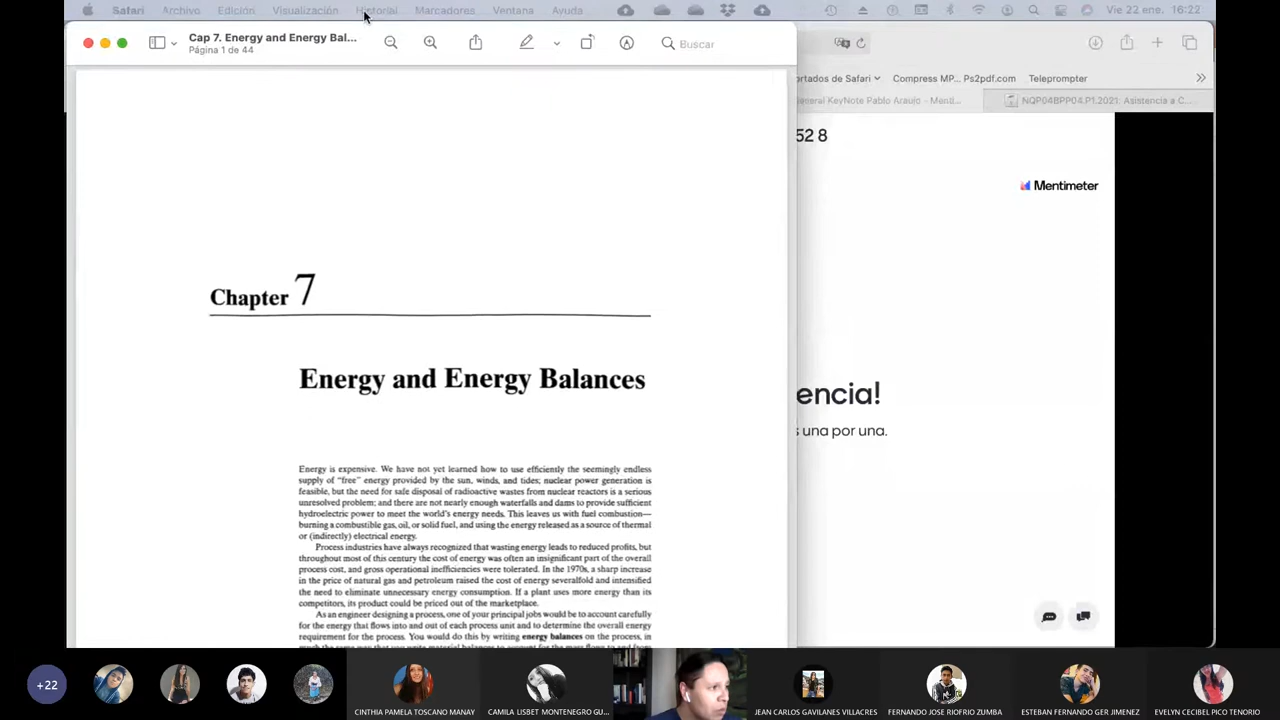 Safari Archivo Edición Visualización Historial Marcadores Ventana Ayuda Vie 22 ene. 16:22
Cap 7. Energy and Energy Bal...
Página 1 de 44
Buscar
ortados de Safari Compress MP... Ps2pdf.com Teleprompter
General KeyNote Pablo Araujo - Menti... NQP04BPP04.P1.2021: Asistencia a C...
52 8
Mentimeter
encia!
s una por una.
Chapter 7
Energy and Energy Balances
Energy is expensive. We have not yet learned how to use efficiently the seemingly endless
supply of "free" energy provided by the sun, winds, and tides; nuclear power generation is
feasible, but the need for safe disposal of radioactive wastes from nuclear reactors is a serious
unresolved problem; and there are not nearly enough waterfalls and dams to provide sufficient
hydroelectric power to meet the world's energy needs. This leaves us with fuel combustion—
burning a combustible gas, oil, or solid fuel, and using the energy released as a source of thermal
or (indirectly) electrical energy.
Process industries have always recognized that wasting energy leads to reduced profits, but
throughout most of this century the cost of energy was often an insignificant part of the overall
process cost, and gross operational inefficiencies were tolerated. In the 1970s, a sharp increase
in the price of natural gas and petroleum raised the cost of energy severalfold and intensified
the need to eliminate unnecessary energy consumption. If a plant uses more energy than its
competitors, its product could be priced out of the marketplace.
As an engineer designing a process, one of your principal jobs would be to account carefully
for the energy that flows into and out of each process unit and to determine the overall energy
requirement for the process. You would do this by writing energy balances on the process, in
+22
CINTHIA PAMELA TOSCANO MANAY
CAMILA LISBET MONTENEGRO GU...
JEAN CARLOS GAVILANES VILLACRES
FERNANDO JOSE RIOFRIO ZUMBA
ESTEBAN FERNANDO GER JIMENEZ
EVELYN CECIBEL PICO TENORIO